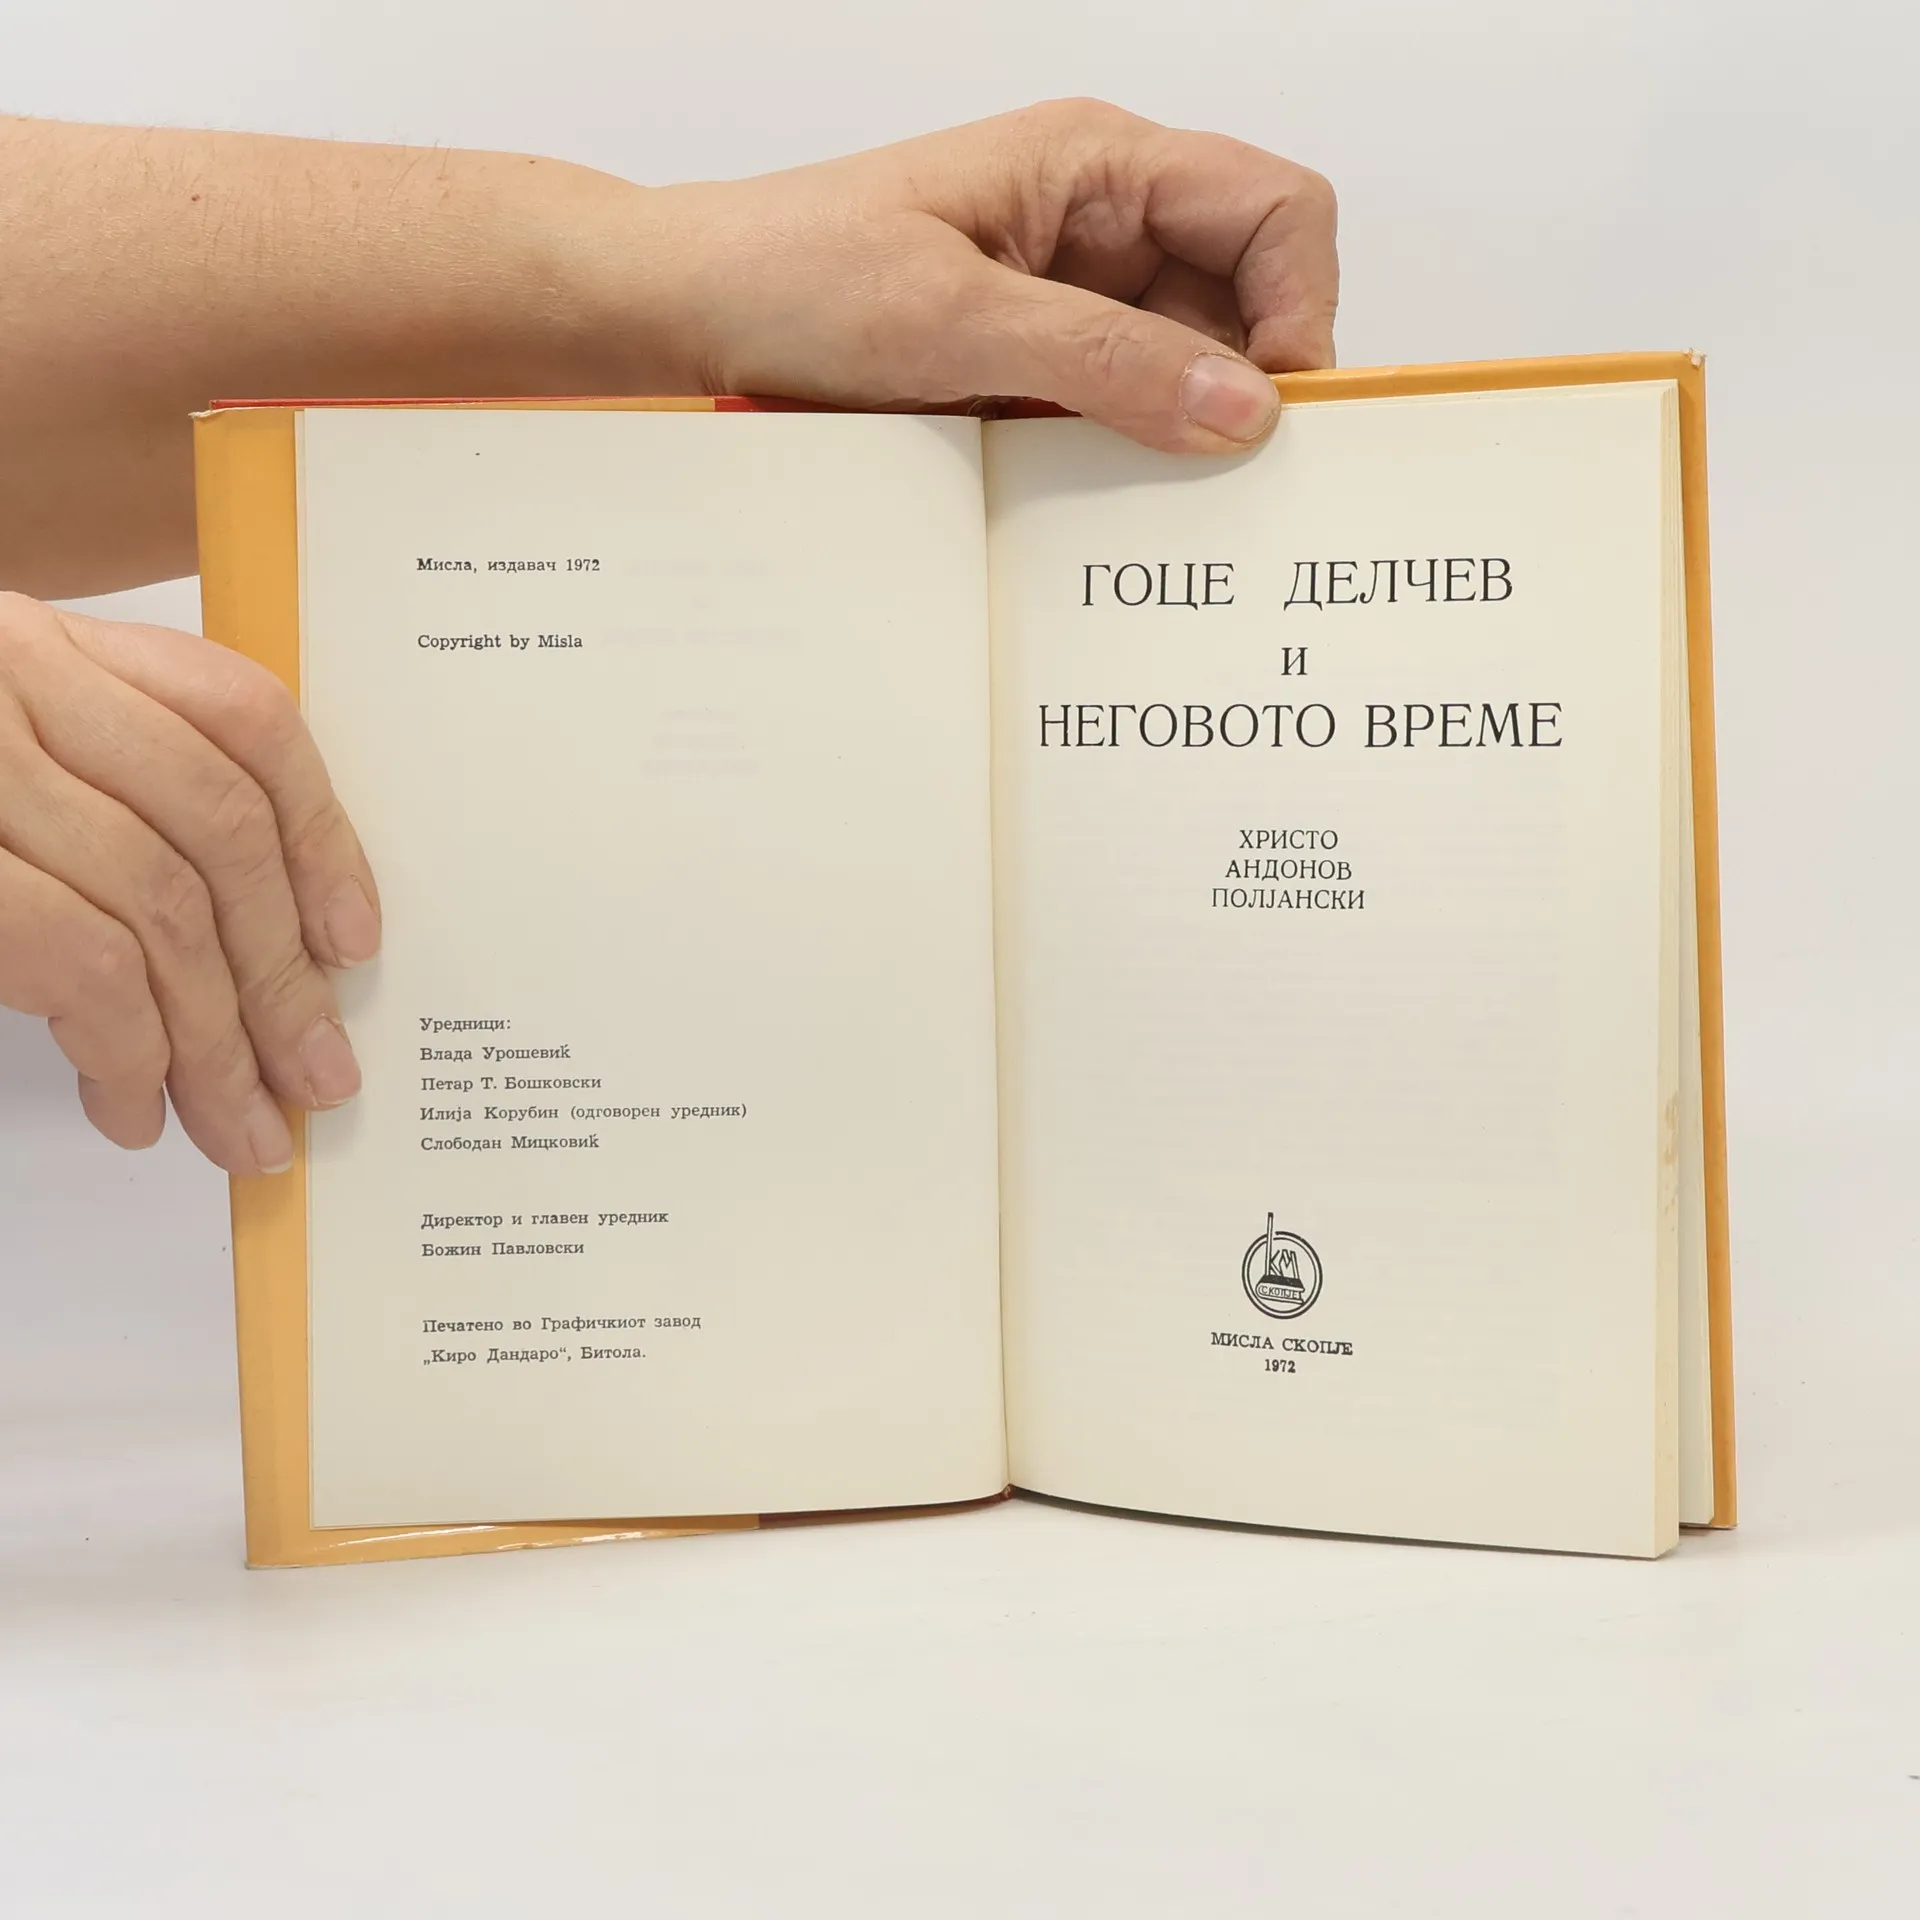 Мисла, издавач 1972
Copyright by Misla
Уредници:
Влада Урошевиќ
Петар Т. Бошковски
Илија Корубин (одговорен уредник)
Слободан Мицковиќ
Директор и главен уредник
Божин Павловски
Печатено во Графичкиот завод
„Киро Дандаро“, Битола.
ГОЦЕ ДЕЛЧЕВ
И
НЕГОВОТО ВРЕМЕ
ХРИСТО
АНДОНОВ
ПОЛЈАНСКИ
КМ
СКОПЈЕ
МИСЛА СКОПЈЕ
1972